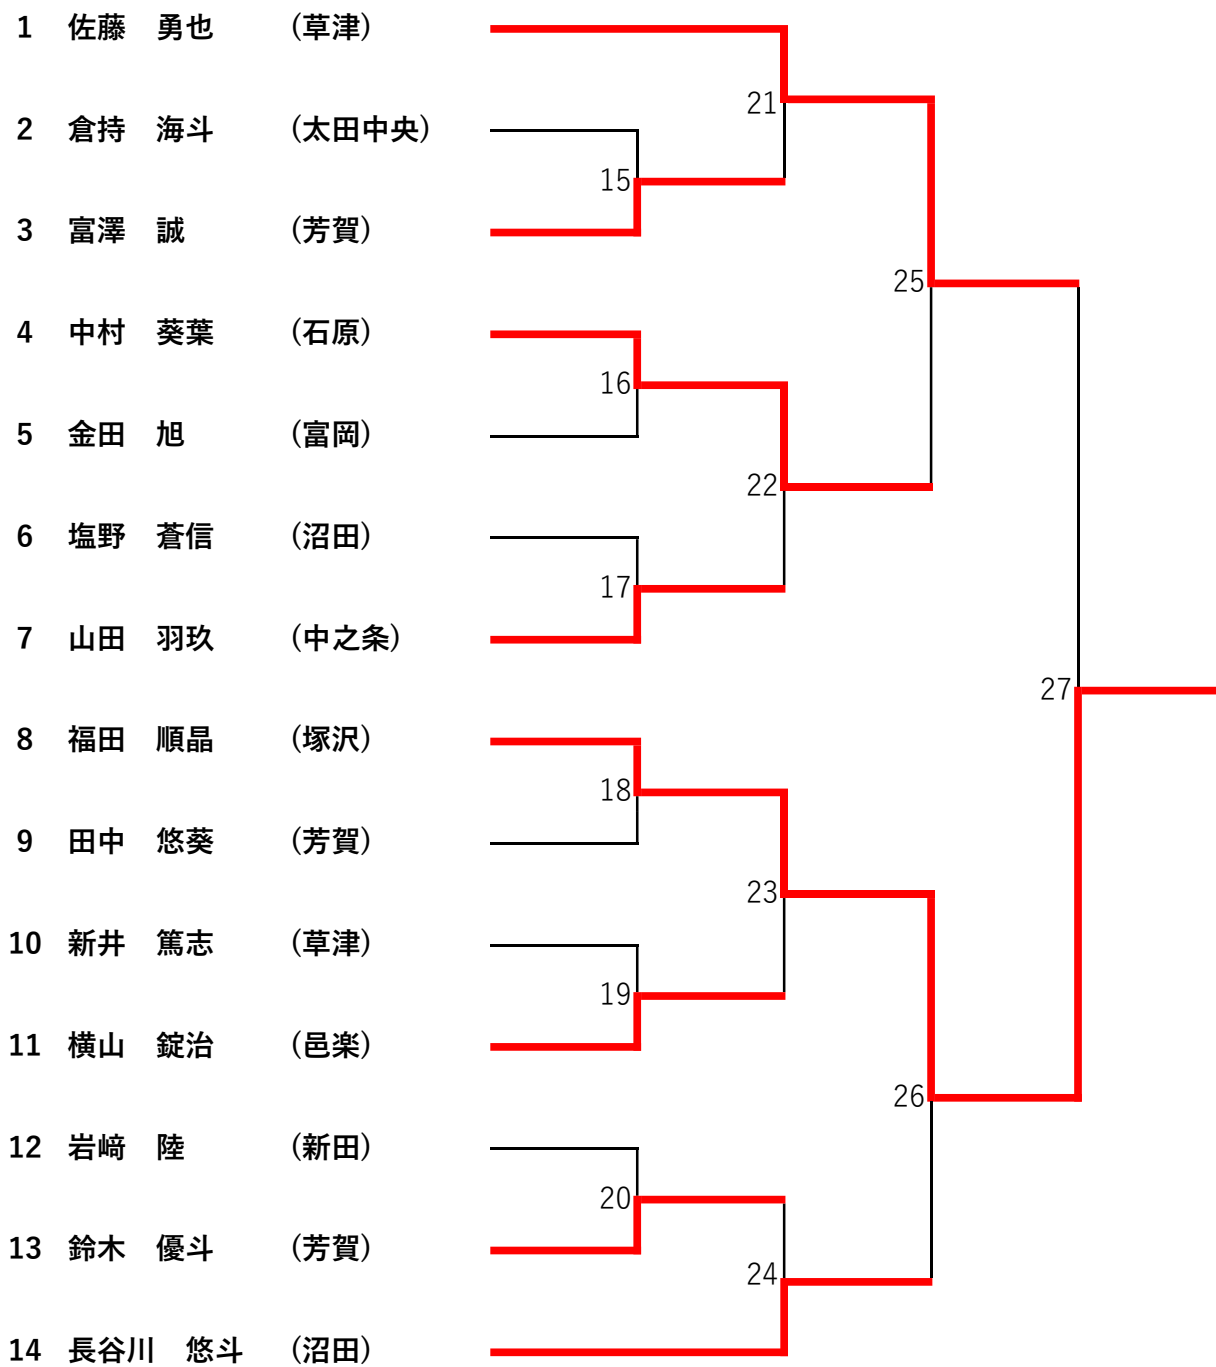 1 佐藤　勇也 (草津)
21
2 倉持　海斗 (太田中央)
15
3 富澤　誠 (芳賀)
25
4 中村　葵葉 (石原)
16
5 金田　旭 (富岡)
22
6 塩野　蒼信 (沼田)
17
7 山田　羽玖 (中之条)
27
8 福田　順晶 (塚沢)
18
9 田中　悠葵 (芳賀)
23
10 新井　篤志 (草津)
19
11 横山　錠治 (邑楽)
26
12 岩﨑　陸 (新田)
20
13 鈴木　優斗 (芳賀)
24
14 長谷川　悠斗 (沼田)